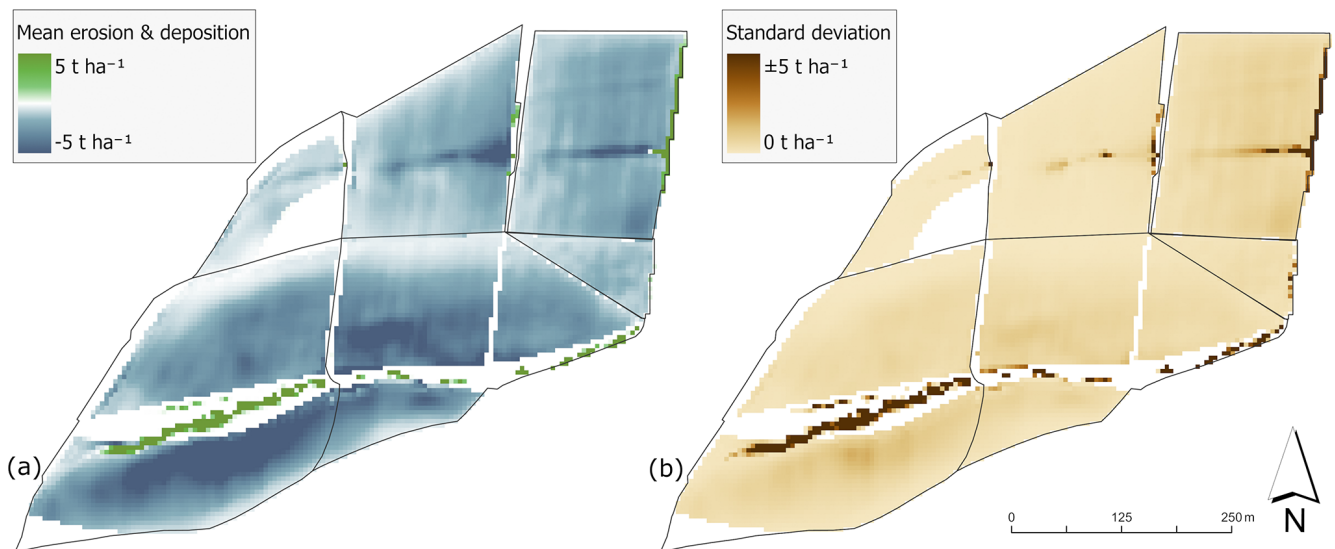 Mean erosion & deposition
5 t ha⁻¹
-5 t ha⁻¹
(a)
Standard deviation
±5 t ha⁻¹
0 t ha⁻¹
(b)
0 125 250 m
N